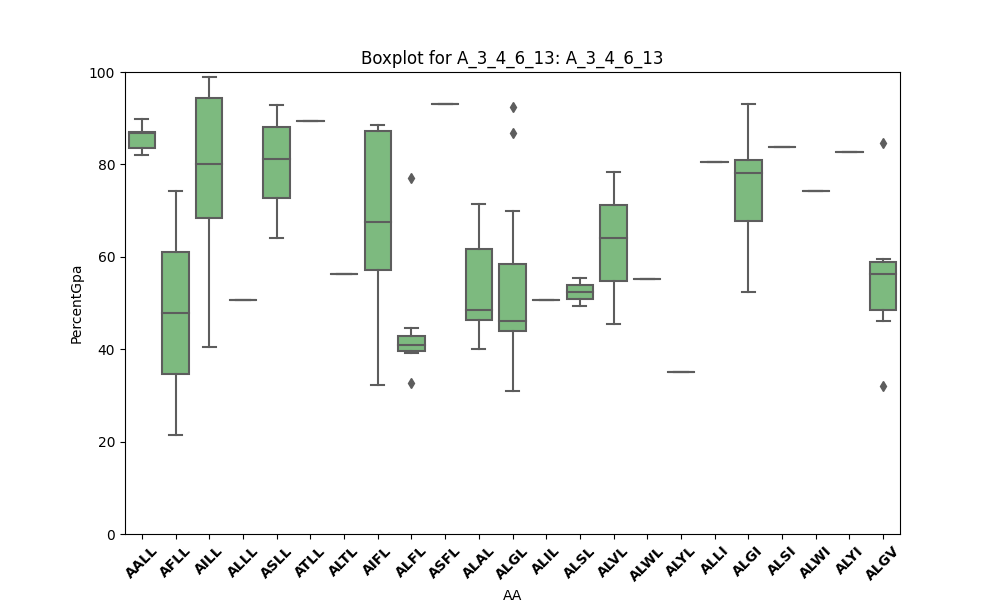 Boxplot for A_3_4_6_13: A_3_4_6_13
100
80
60
40
20
0
PercentGpa
AALL AFLL AILL ALLL ASLL ATLL ALTL AIFL ALFL ASFL ALAL ALGL ALIL ALSL ALVL ALWL ALYL ALLI ALGI ALSI ALWI ALYI ALGV
AA